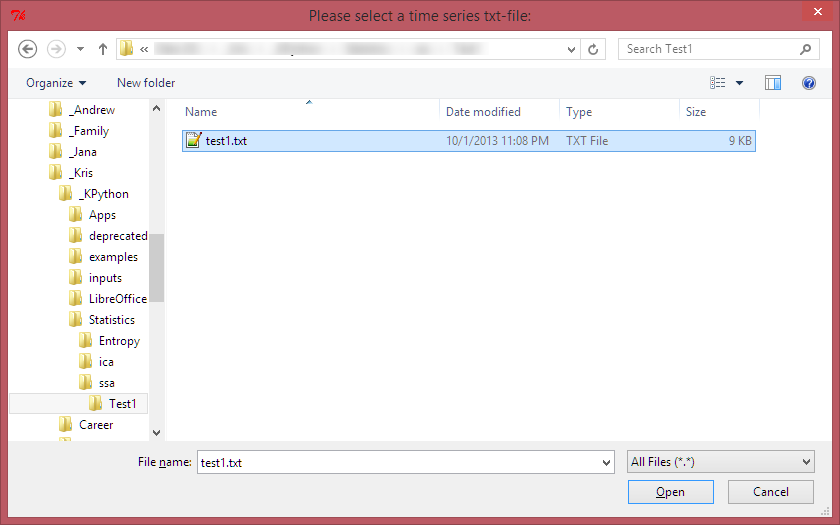 Please select a time series txt-file:
«
Search Test1
Organize
New folder
_Andrew
_Family
_Jana
_Kris
_KPython
Apps
deprecated
examples
inputs
LibreOffice
Statistics
Entropy
ica
ssa
Test1
Career
Name Date modified Type Size
test1.txt 10/1/2013 11:08 PM TXT File 9 KB
File name: test1.txt
All Files (*.*)
Open Cancel